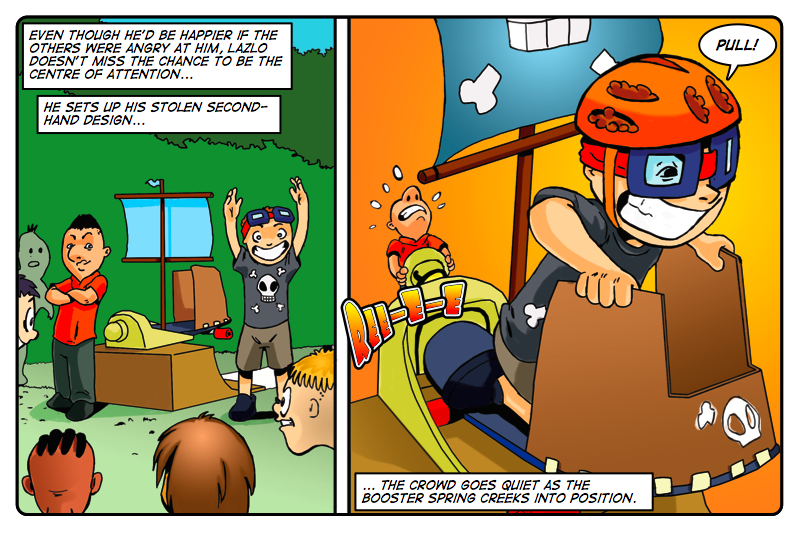 EVEN THOUGH HE'D BE HAPPIER IF THE
OTHERS WERE ANGRY AT HIM, LAZLO
DOESN'T MISS THE CHANCE TO BE THE
CENTRE OF ATTENTION...
HE SETS UP HIS STOLEN SECOND-
HAND DESIGN...
PULL!
REE-E-E
... THE CROWD GOES QUIET AS THE
BOOSTER SPRING CREEKS INTO POSITION.